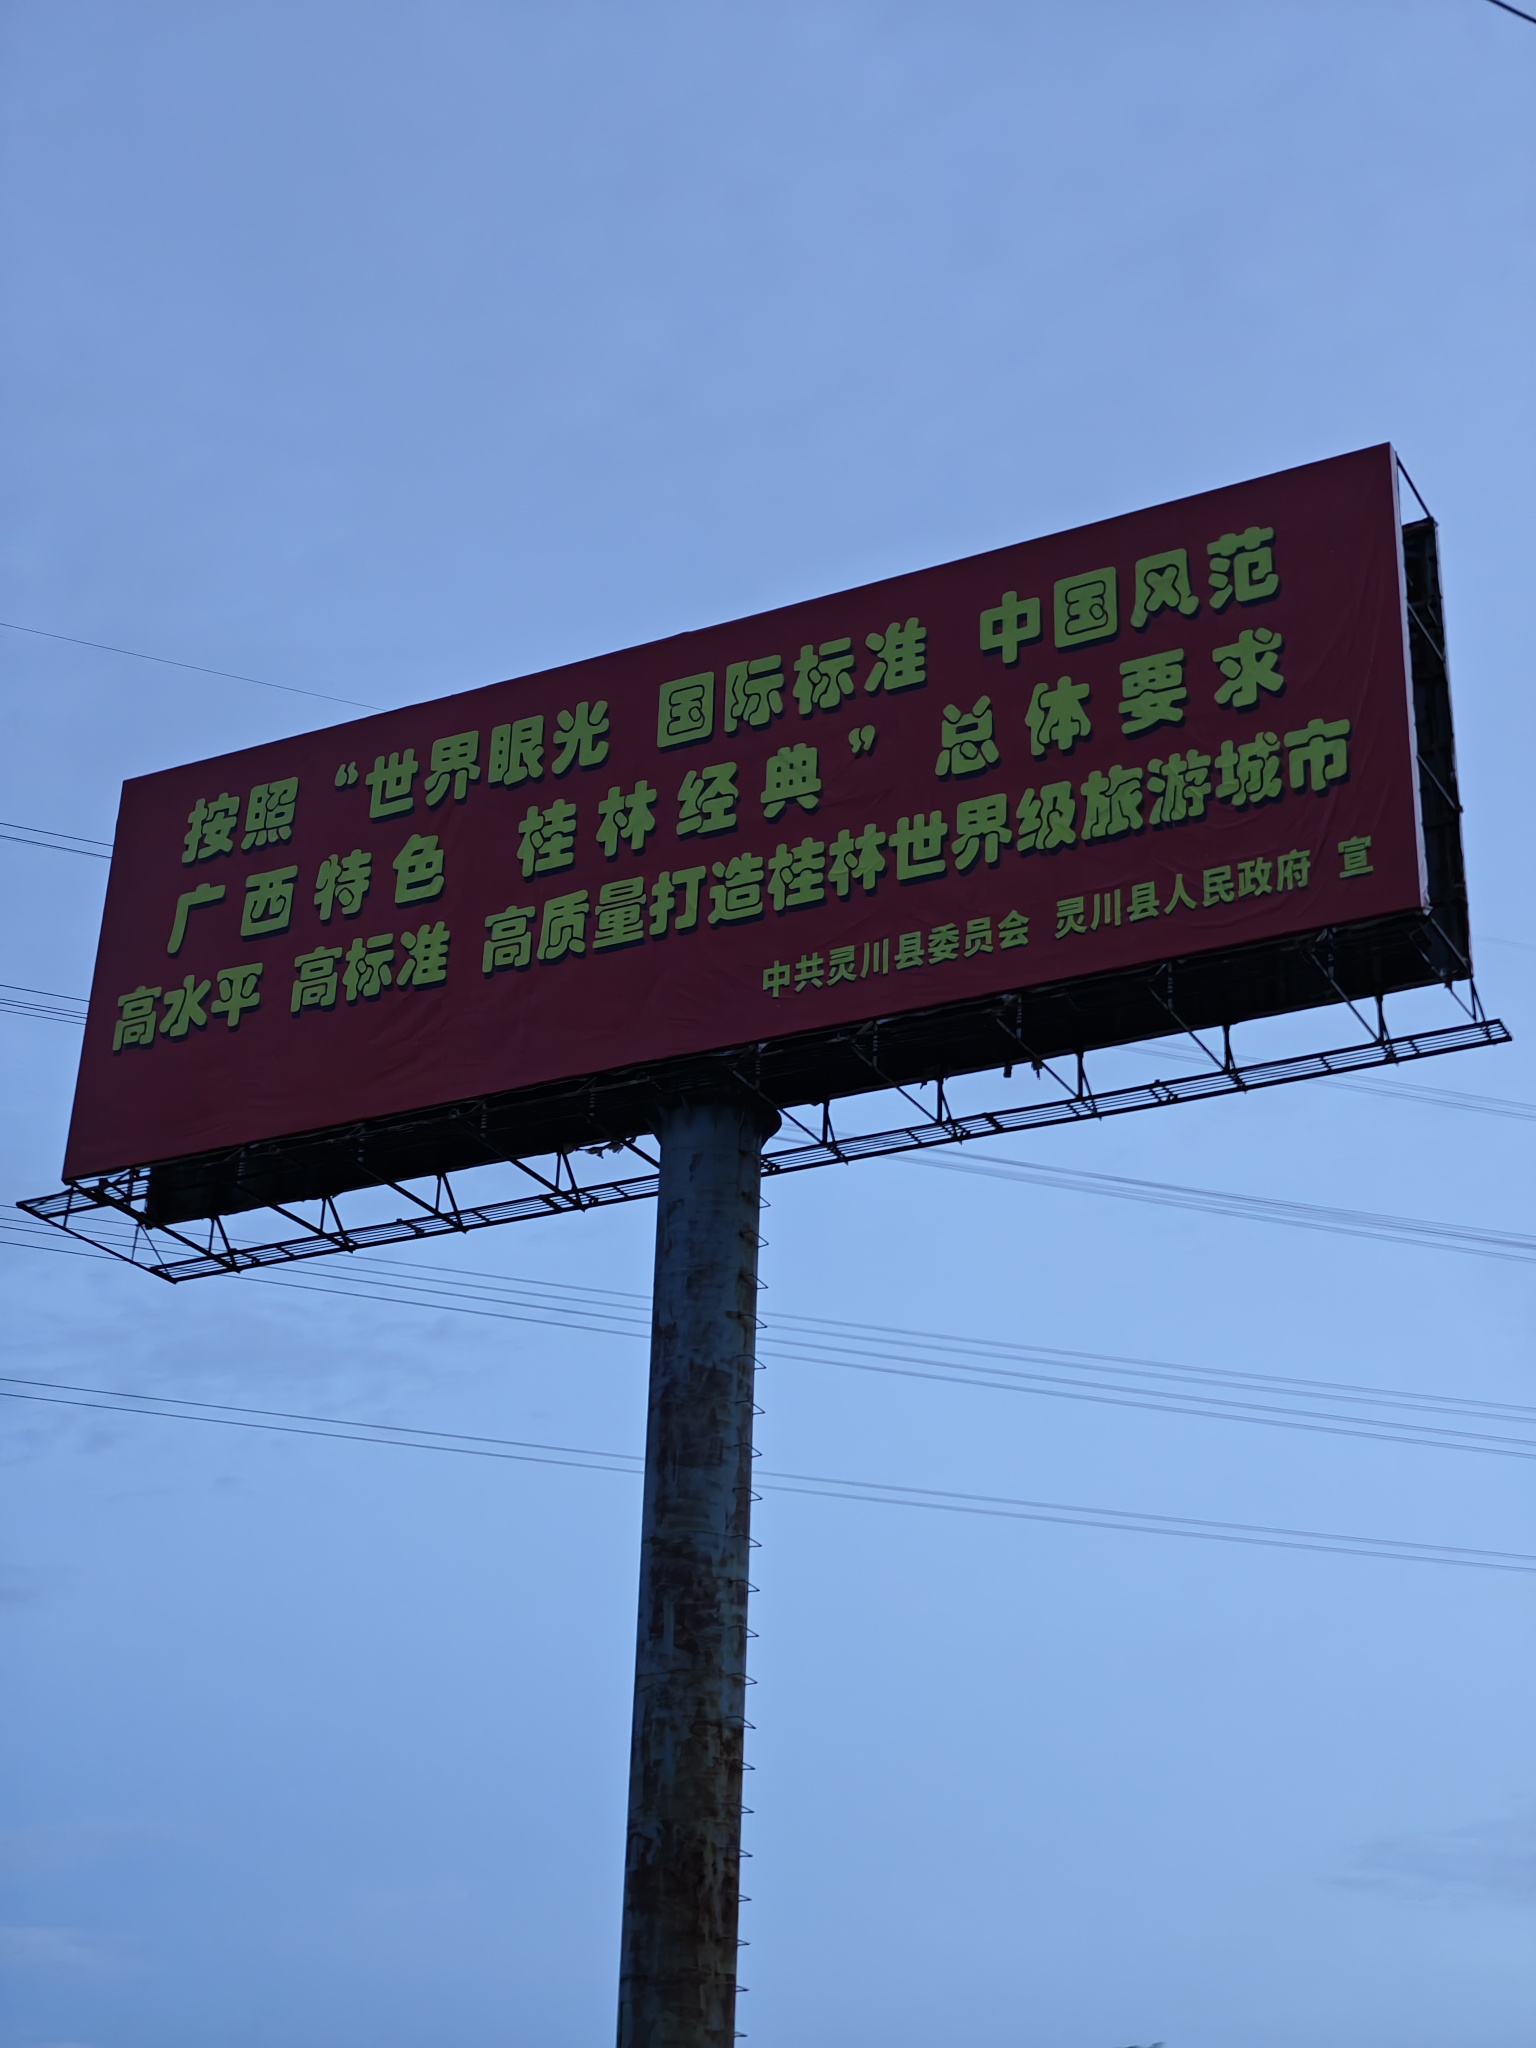 按照“世界眼光 国际标准 中国风范
广西特色 桂林经典”总体要求
高水平 高标准 高质量打造桂林世界级旅游城市
中共灵川县委员会 灵川县人民政府 宣